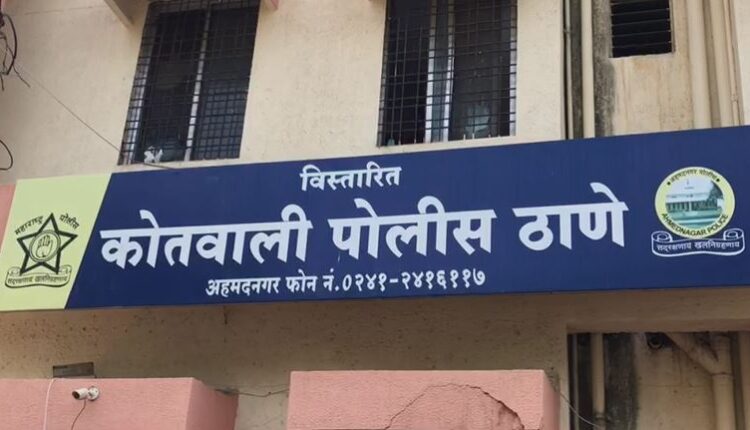 विस्तारित
कोतवाली पोलीस ठाणे
अहमदनगर फोन नं.०२४१-२४१६११७
महाराष्ट्र पोलीस
सद्रक्षणाय खलनिग्रहणाय
अहमदनगर पोलीस
AHMEDNAGAR POLICE
सद्रक्षणाय खलनिग्रहणाय